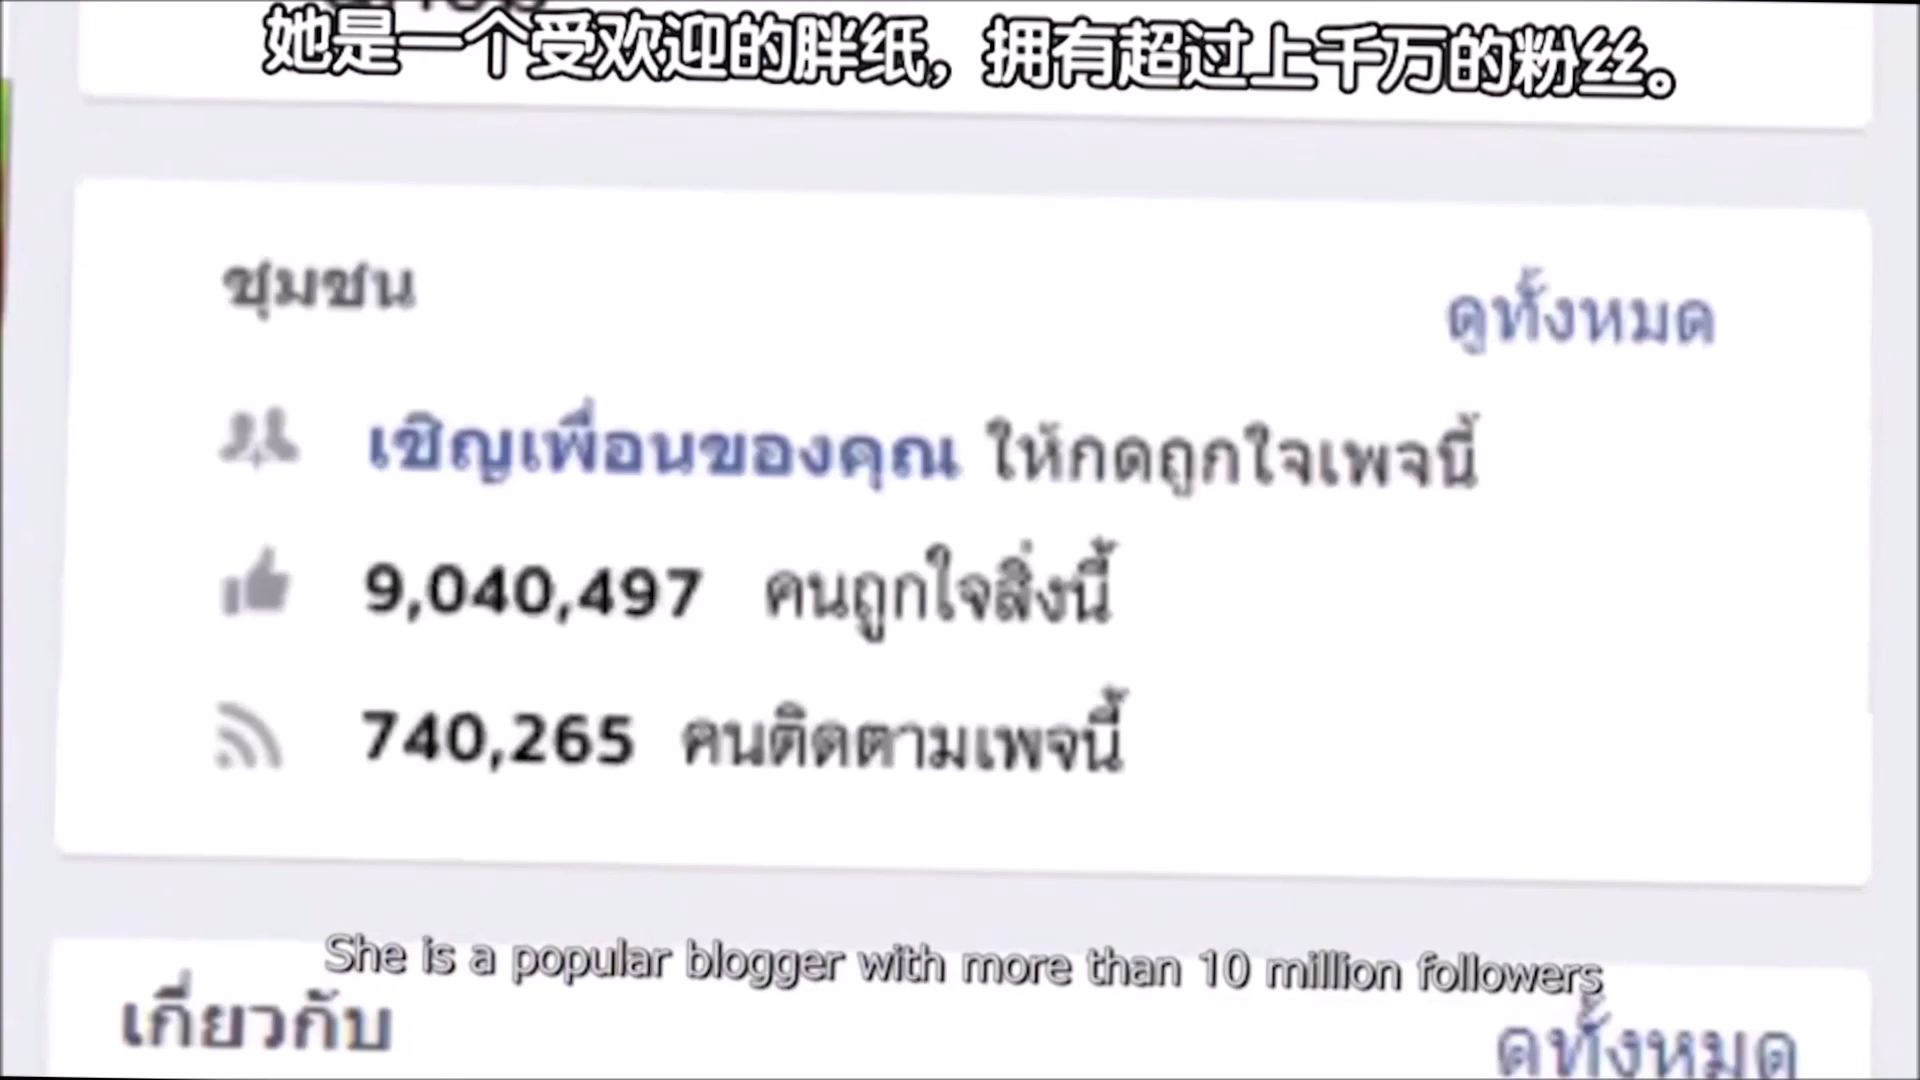 她是一个受欢迎的胖纸，拥有超过上千万的粉丝。
ชุมชน
ดูทั้งหมด
เชิญเพื่อนของคุณ ให้กดถูกใจเพจนี้
9,040,497 คนถูกใจสิ่งนี้
740,265 คนติดตามเพจนี้
She is a popular blogger with more than 10 million followers
เกี่ยวกับ
ดูทั้งหมด